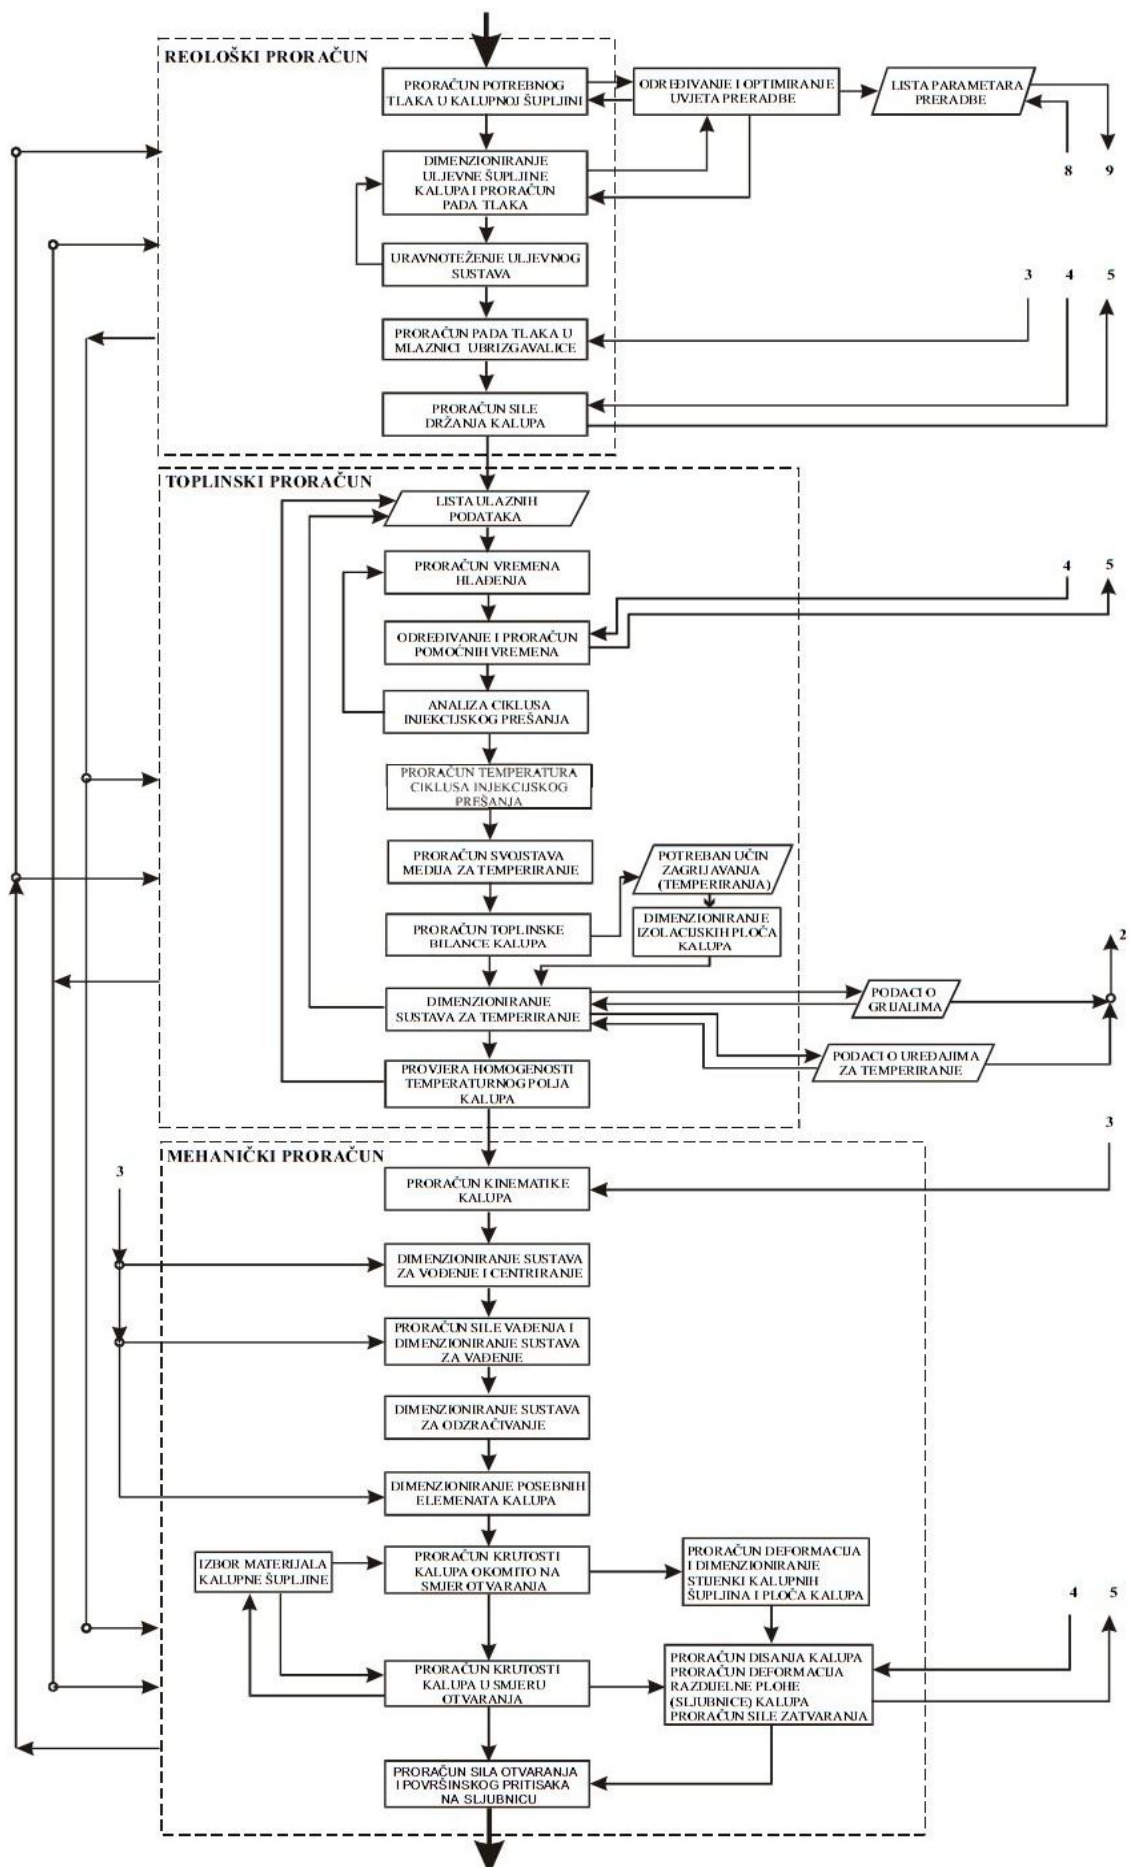 REOLOŠKI PRORAČUN
PRORAČUN POTREBNOG
TLAKA U KALUPNOJ ŠUPLJINI
ODREĐIVANJE I OPTIMIRANJE
UVJETA PRERADBE
LISTA PARAMETARA
PRERADBE
8
9
DIMENZIONIRANJE
ULJEVNE ŠUPLJINE
KALUPA I PRORAČUN
PADA TLAKA
URAVNOTEŽENJE ULJEVNOG
SUSTAVA
3
4
5
PRORAČUN PADA TLAKA U
MLAZNICI UBRIZGAVALICE
PRORAČUN SILE
DRŽANJA KALUPA
TOPLINSKI PRORAČUN
LISTA ULAZNIH
PODATAKA
PRORAČUN VREMENA
HLAĐENJA
4
5
ODREĐIVANJE I PRORAČUN
POMOĆNIH VREMENA
ANALIZA CIKLUSA
INJEKCIJSKOG PREŠANJA
PRORAČUN TEMPERATURA
CIKLUSA INJEKCIJSKOG
PREŠANJA
PRORAČUN SVOJSTAVA
MEDIJA ZA TEMPERIRANJE
POTREBAN UČIN
ZAGRIJAVANJA
(TEMPERIRANJA)
PRORAČUN TOPLINSKE
BILANCE KALUPA
DIMENZIONIRANJE
IZOLACIJSKIH PLOČA
KALUPA
2
DIMENZIONIRANJE
SUSTAVA ZA TEMPERIRANJE
PODACI O
GRIJALIMA
PODACI O UREĐAJIMA
ZA TEMPERIRANJE
PROVJERA HOMOGENOSTI
TEMPERATURNOG POLJA
KALUPA
3
MEHANIČKI PRORAČUN
3
PRORAČUN KINEMATIKE
KALUPA
DIMENZIONIRANJE SUSTAVA
ZA VOĐENJE I CENTRIRANJE
PRORAČUN SILE VAĐENJA I
DIMENZIONIRANJE SUSTAVA
ZA VAĐENJE
DIMENZIONIRANJE SUSTAVA
ZA ODZRAČIVANJE
DIMENZIONIRANJE POSEBNIH
ELEMENATA KALUPA
IZBOR MATERIJALA
KALUPNE ŠUPLJINE
PRORAČUN KRUTOSTI
KALUPA OKOMITO NA
SMJER OTVARANJA
PRORAČUN DEFORMACIJA
I DIMENZIONIRANJE
STIJENKI KALUPNIH
ŠUPLJINA I PLOČA KALUPA
4
5
PRORAČUN KRUTOSTI
KALUPA U SMJERU
OTVARANJA
PRORAČUN DISANJA KALUPA
PRORAČUN DEFORMACIJA
RAZDIJELNE PLOHE
(SLJUBNICE) KALUPA
PRORAČUN SILE ZATVARANJA
PRORAČUN SILA OTVARANJA
I POVRŠINSKOG PRITISAKA
NA SLJUBNICU